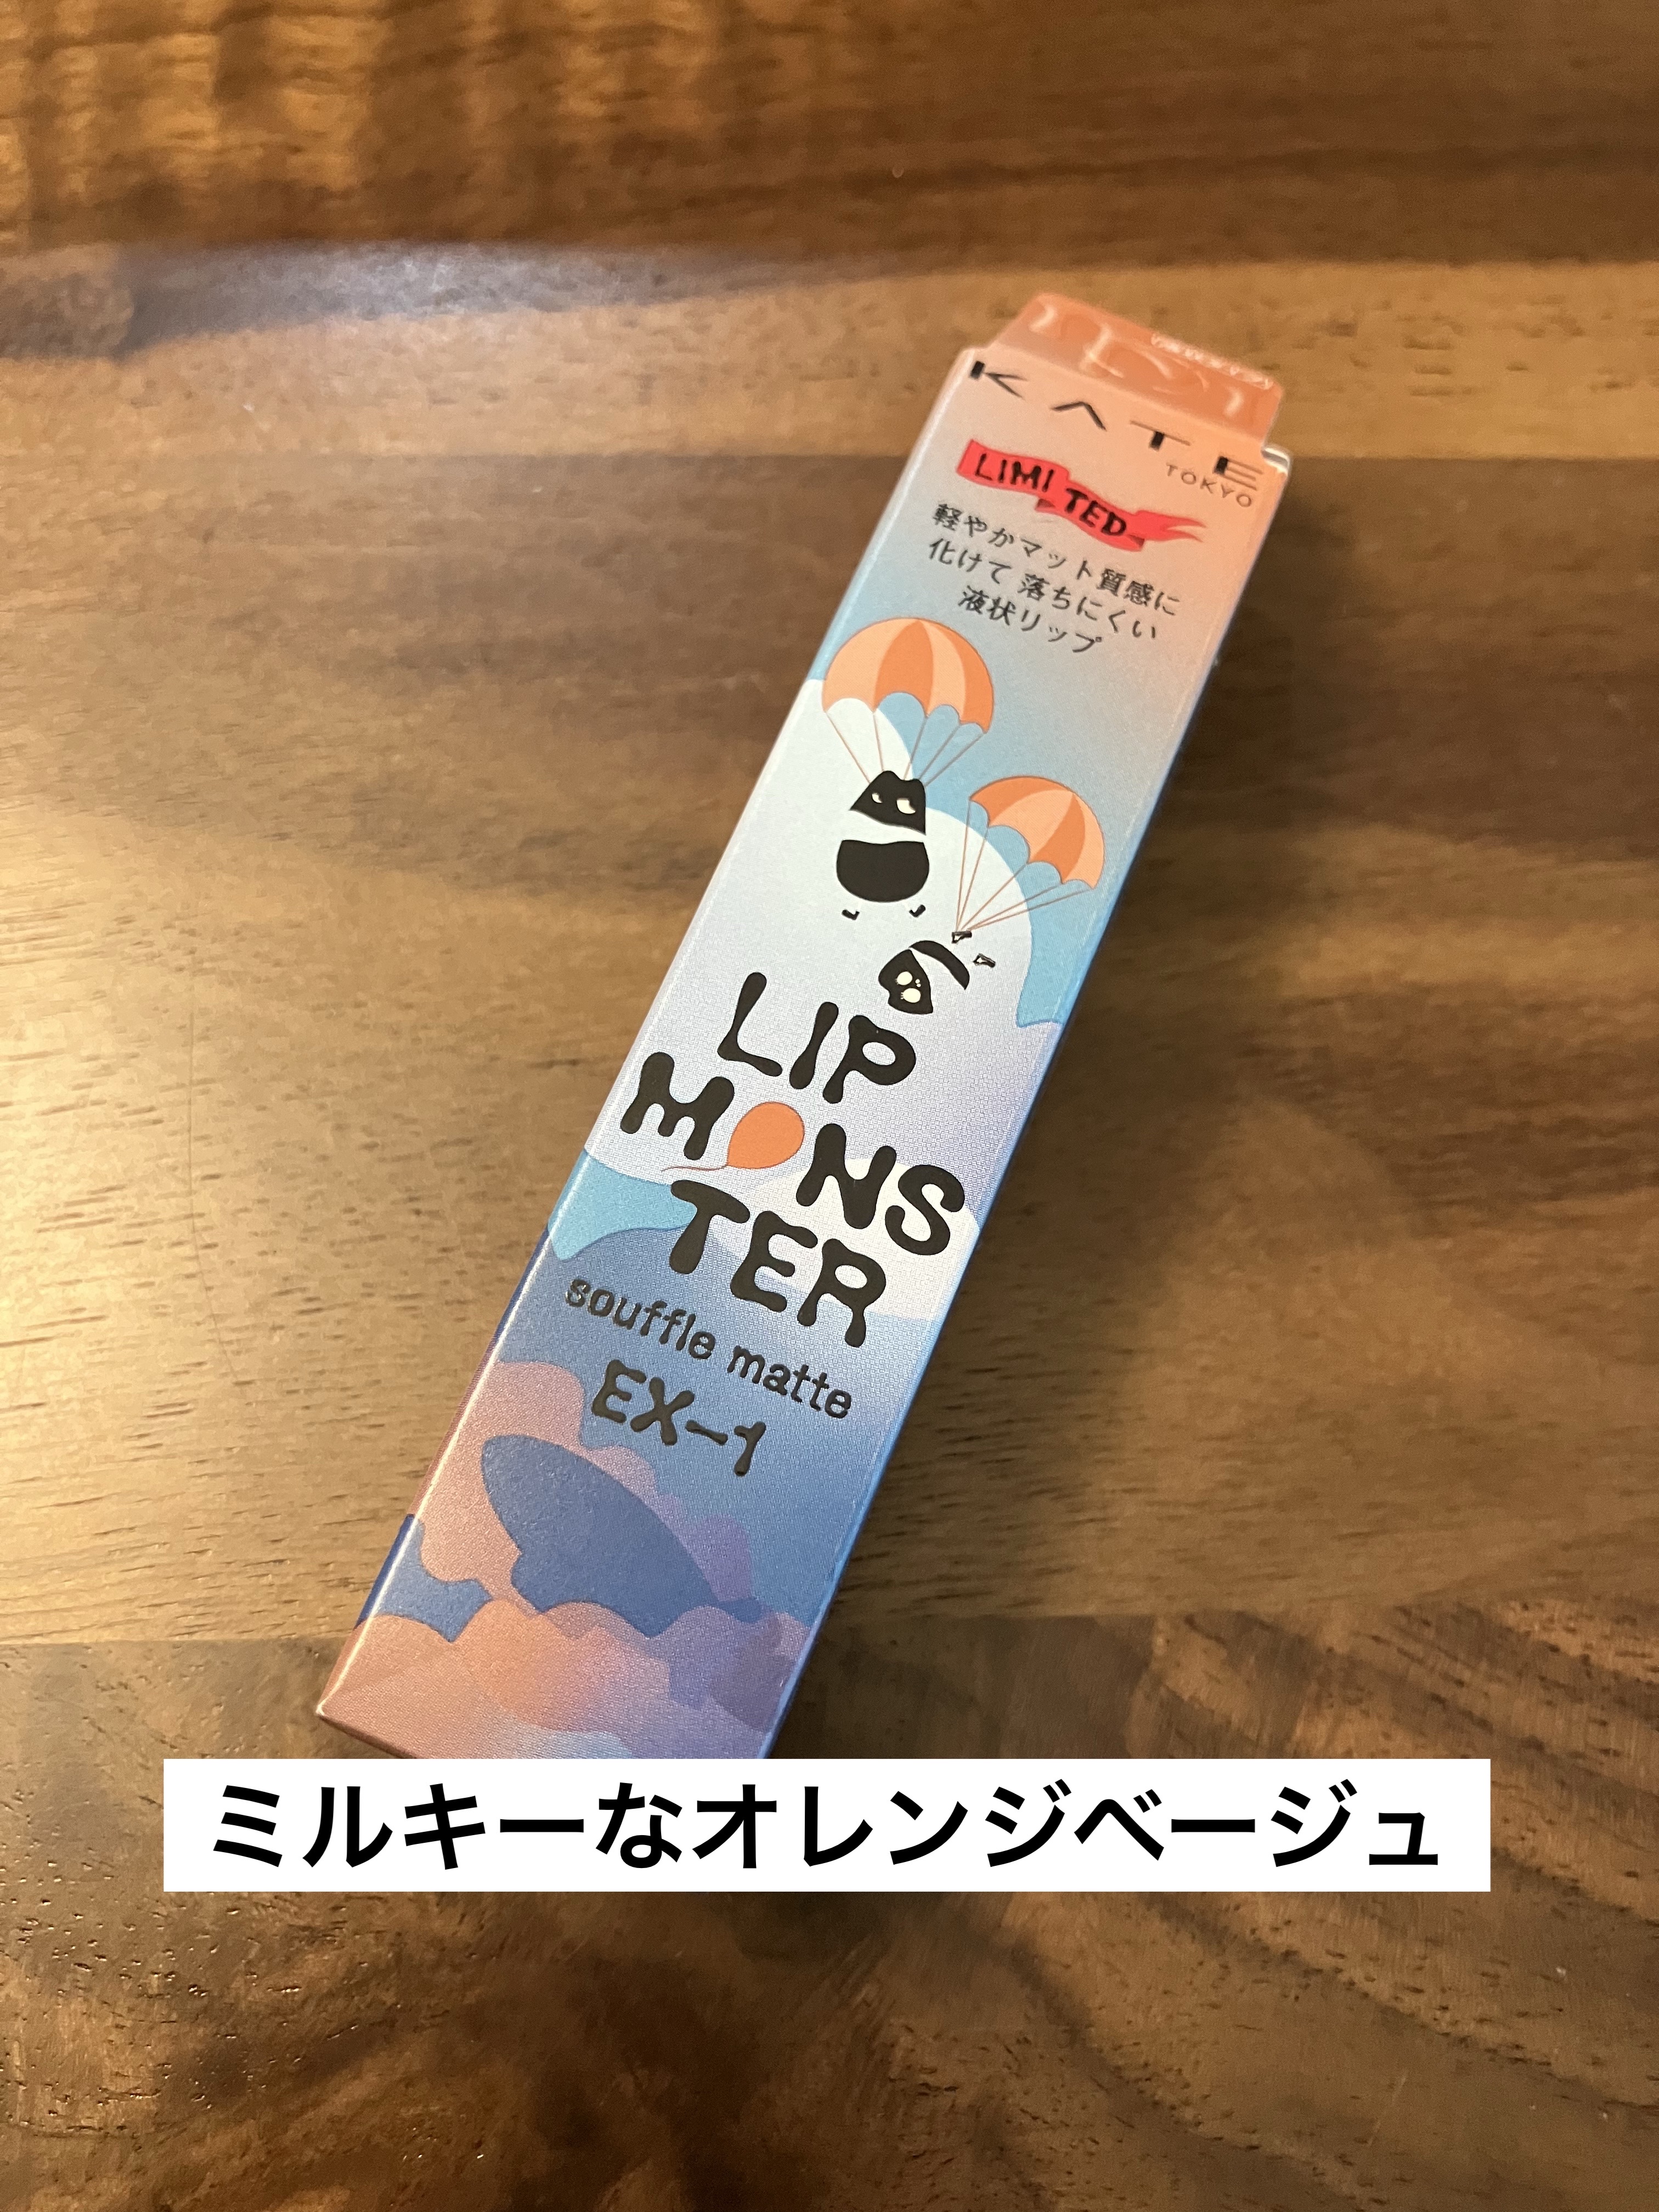 KATE
TOKYO
LIMITED
軽やかマット質感に
化けて 落ちにくい
液状リップ
LIP
MONS
TER
souffle matte
EX-1
ミルキーなオレンジベージュ